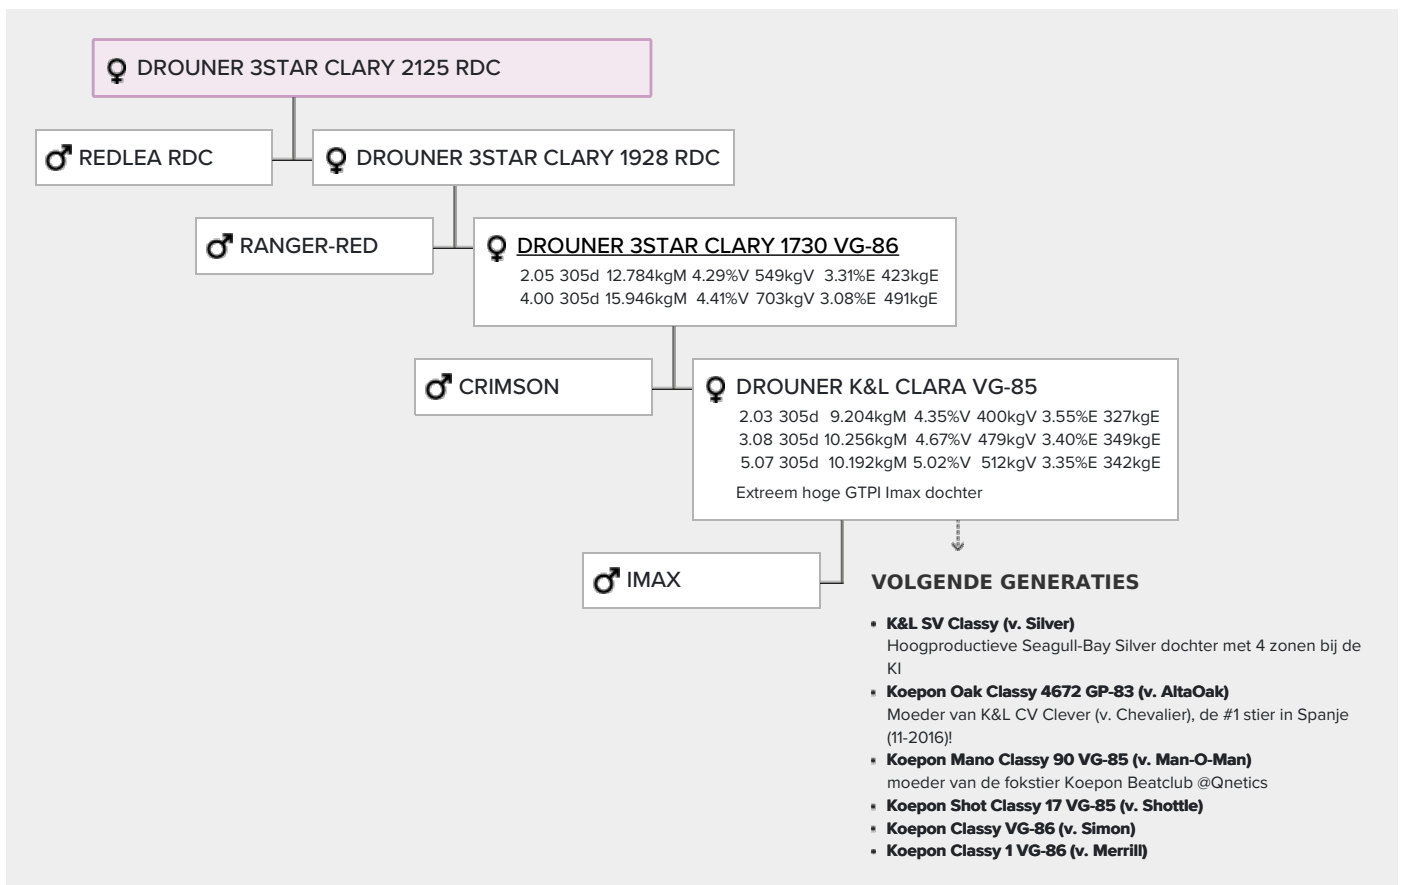 DROUNER 3STAR CLARY 2125 RDC
REDLEA RDC
DROUNER 3STAR CLARY 1928 RDC
RANGER-RED
DROUNER 3STAR CLARY 1730 VG-86
2.05 305d 12.784kgM 4.29%V 549kgV 3.31%E 423kgE
4.00 305d 15.946kgM 4.41%V 703kgV 3.08%E 491kgE
CRIMSON
DROUNER K&L CLARA VG-85
2.03 305d 9.204kgM 4.35%V 400kgV 3.55%E 327kgE
3.08 305d 10.256kgM 4.67%V 479kgV 3.40%E 349kgE
5.07 305d 10.192kgM 5.02%V 512kgV 3.35%E 342kgE
Extreem hoge GTPI Imax dochter
IMAX
VOLGENDE GENERATIES
K&L SV Classy (v. Silver)
Hoogproductieve Seagull-Bay Silver dochter met 4 zonen bij de
KI
Koepon Oak Classy 4672 GP-83 (v. AltaOak)
Moeder van K&L CV Clever (v. Chevalier), de #1 stier in Spanje
(11-2016)!
Koepon Mano Classy 90 VG-85 (v. Man-O-Man)
moeder van de fokstier Koepon Beatclub @Qnetics
Koepon Shot Classy 17 VG-85 (v. Shottle)
Koepon Classy VG-86 (v. Simon)
Koepon Classy 1 VG-86 (v. Merrill)